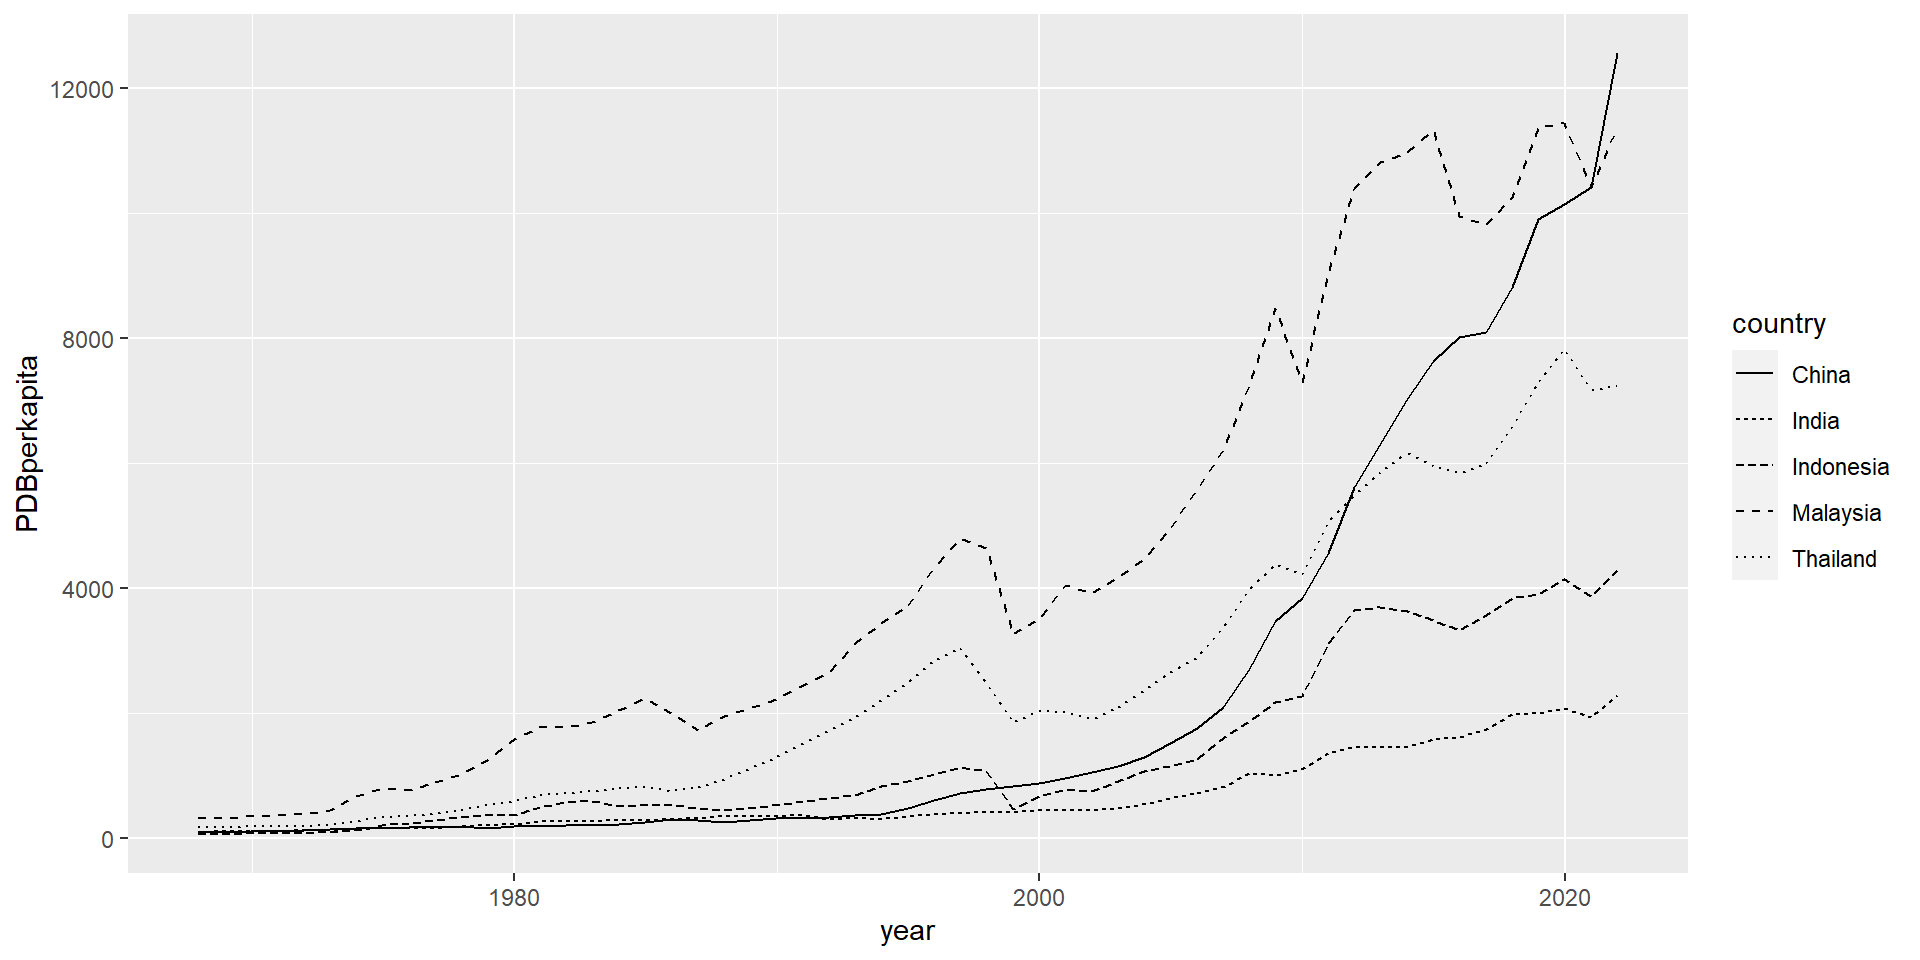 12000
8000
4000
0
PDBperkapita
1980
2000
2020
year
country
China
India
Indonesia
Malaysia
Thailand